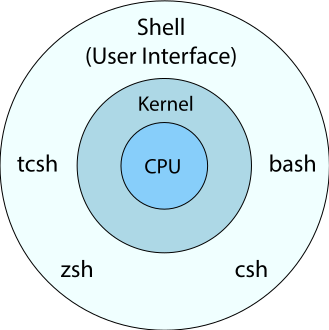 Shell
(User Interface)
Kernel
tcsh
CPU
bash
zsh
csh